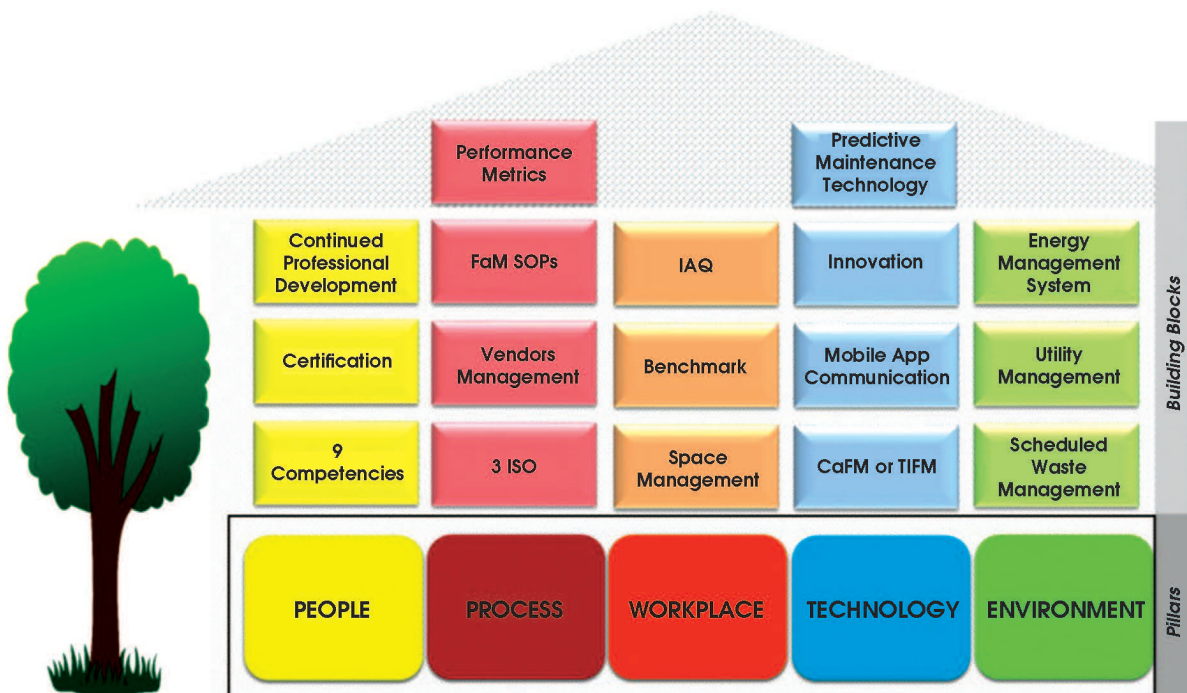 Performance
Metrics
Predictive
Maintenance
Technology
Continued
Professional
Development
FaM SOPs
IAQ
Innovation
Energy
Management
System
Certification
Vendors
Management
Benchmark
Mobile App
Communication
Utility
Management
9
Competencies
3 ISO
Space
Management
CaFM or TIFM
Scheduled
Waste
Management
Building Blocks
PEOPLE
PROCESS
WORKPLACE
TECHNOLOGY
ENVIRONMENT
Pillars